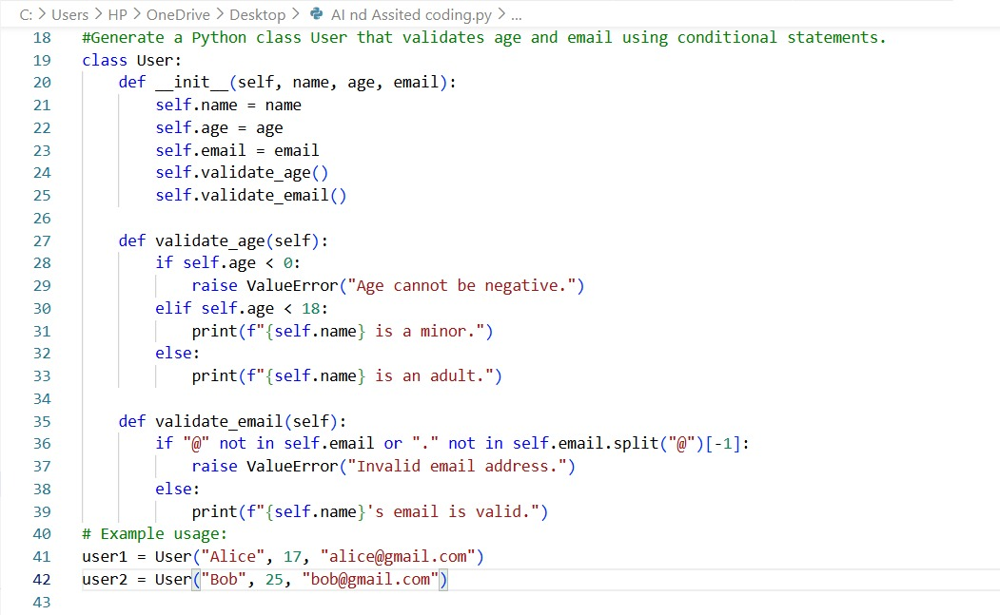 C: > Users > HP > OneDrive > Desktop > AI nd Assited coding.py > ...
18 #Generate a Python class User that validates age and email using conditional statements.
19 class User:
20     def __init__(self, name, age, email):
21         self.name = name
22         self.age = age
23         self.email = email
24         self.validate_age()
25         self.validate_email()
26
27     def validate_age(self):
28         if self.age < 0:
29             raise ValueError("Age cannot be negative.")
30         elif self.age < 18:
31             print(f"{self.name} is a minor.")
32         else:
33             print(f"{self.name} is an adult.")
34
35     def validate_email(self):
36         if "@" not in self.email or "." not in self.email.split("@")[-1]:
37             raise ValueError("Invalid email address.")
38         else:
39             print(f"{self.name}'s email is valid.")
40 # Example usage:
41 user1 = User("Alice", 17, "alice@gmail.com")
42 user2 = User("Bob", 25, "bob@gmail.com")
43